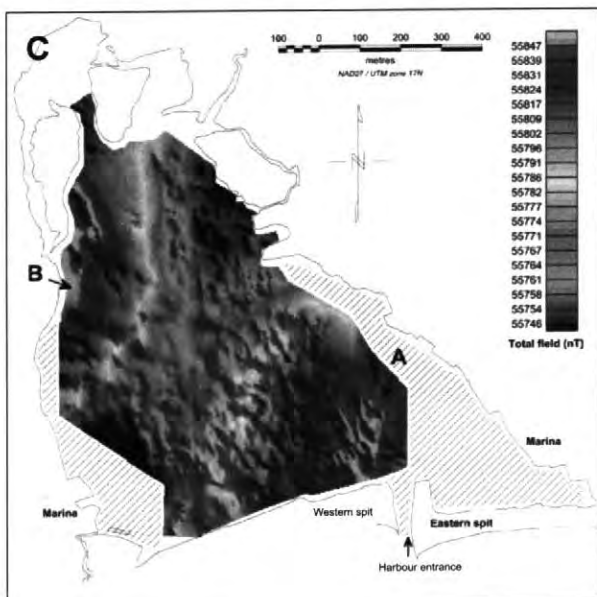 C
100 0 100 200 300 400
metres
NAD27 / UTM zone 17N
55847
55839
55831
55824
55817
55809
55802
55796
55791
55786
55782
55777
55774
55771
55767
55764
55761
55758
55754
55746
Total field (nT)
B
A
Marina
Marina
Western spit
Eastern spit
Harbour entrance